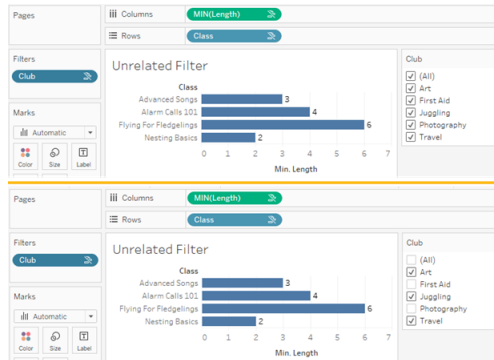 Pages
Columns
MIN(Length)
Rows
Class
Filters
Club
Marks
Automatic
Color
Size
Label
Unrelated Filter
Class
Advanced Songs
3
Alarm Calls 101
4
Flying For Fledgelings
6
Nesting Basics
2
0 1 2 3 4 5 6 7
Min. Length
Club
(All)
Art
First Aid
Juggling
Photography
Travel
Pages
Columns
MIN(Length)
Rows
Class
Filters
Club
Marks
Automatic
Color
Size
Label
Unrelated Filter
Class
Advanced Songs
3
Alarm Calls 101
4
Flying For Fledgelings
6
Nesting Basics
2
0 1 2 3 4 5 6 7
Min. Length
Club
(All)
Art
First Aid
Juggling
Photography
Travel